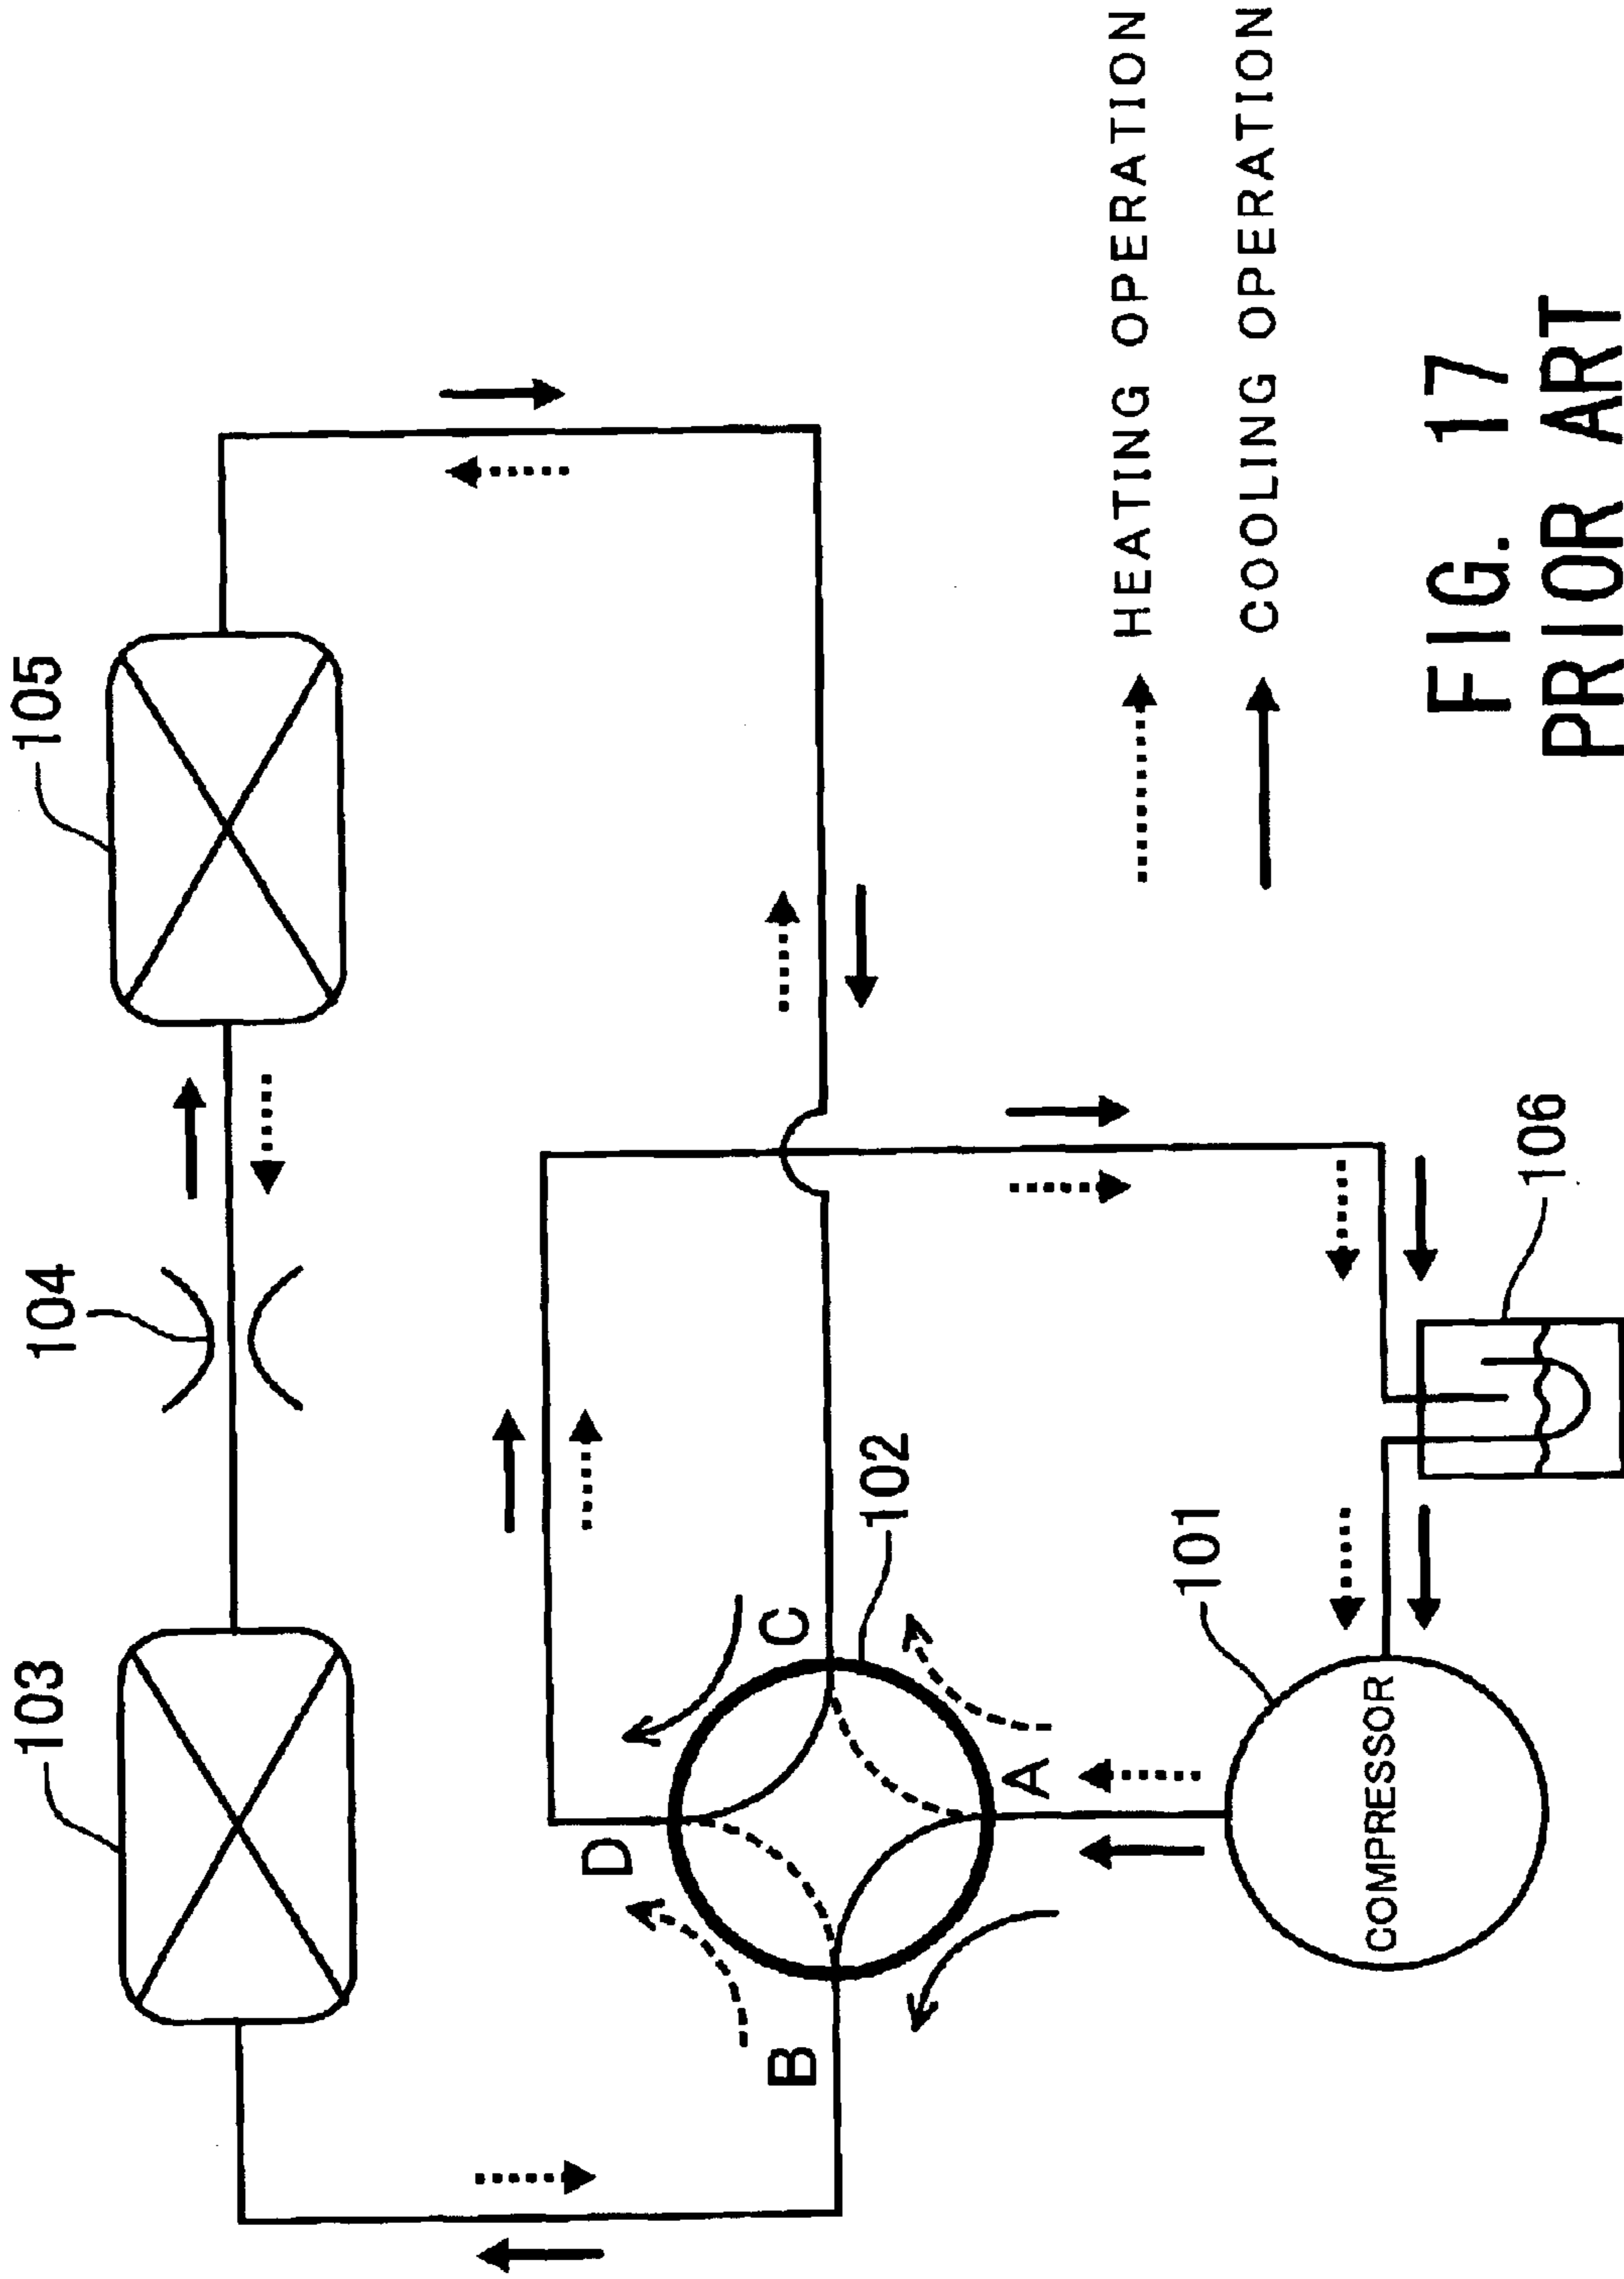 103
104
105
D
B
C
102
A
101
COMPRESSOR
106
HEATING OPERATION
COOLING OPERATION
FIG. 17
PRIOR ART